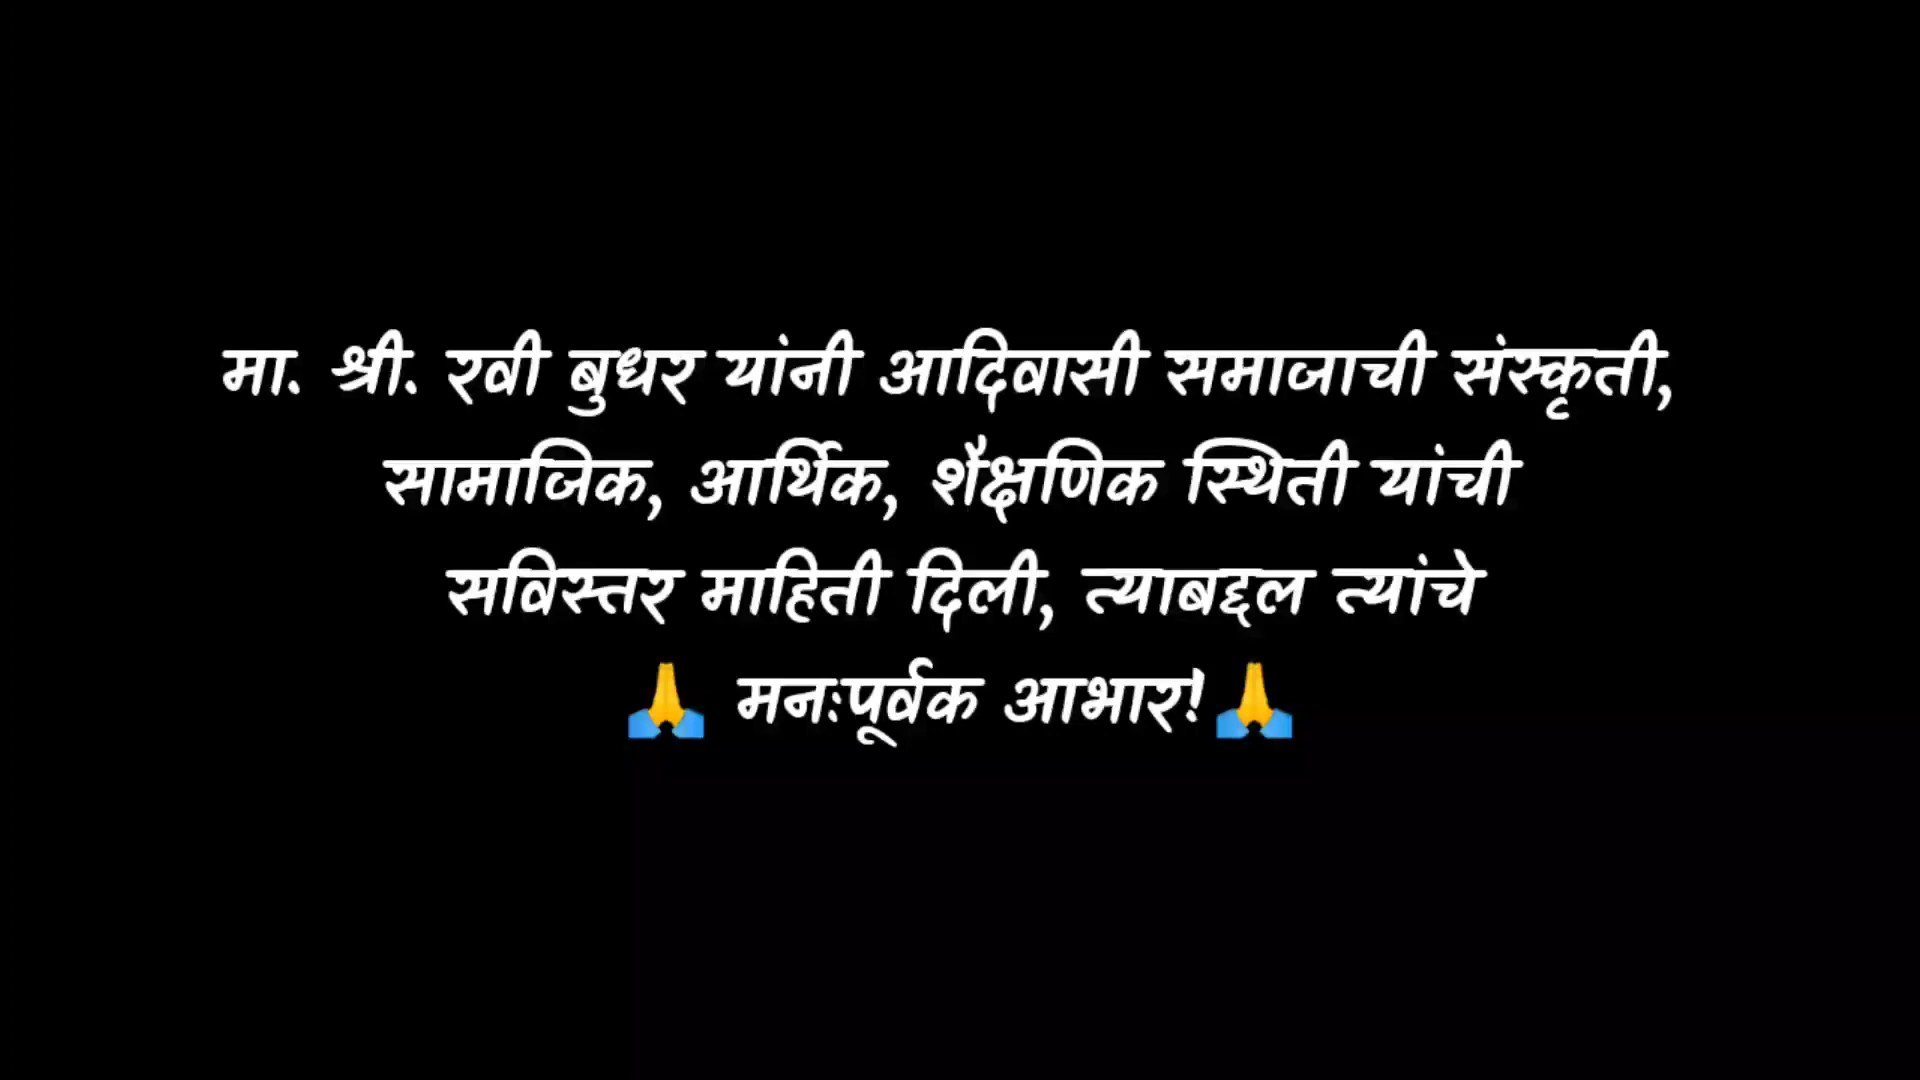 मा. श्री. रवी बुधर यांनी आदिवासी समाजाची संस्कृती,
सामाजिक, आर्थिक, शैक्षणिक स्थिती यांची
सविस्तर माहिती दिली, त्याबद्दल त्यांचे
🙏 मनःपूर्वक आभार!🙏